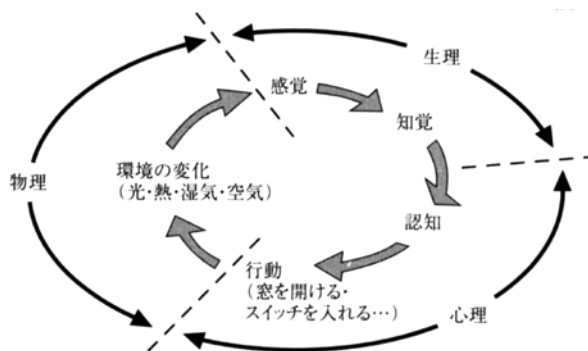 生理
感覚
知覚
環境の変化
(光・熱・湿気・空気)
物理
認知
行動
(窓を開ける・
スイッチを入れる…)
心理